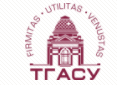 FIRMITAS • UTILITAS • VENUSTAS
ТГАСУ